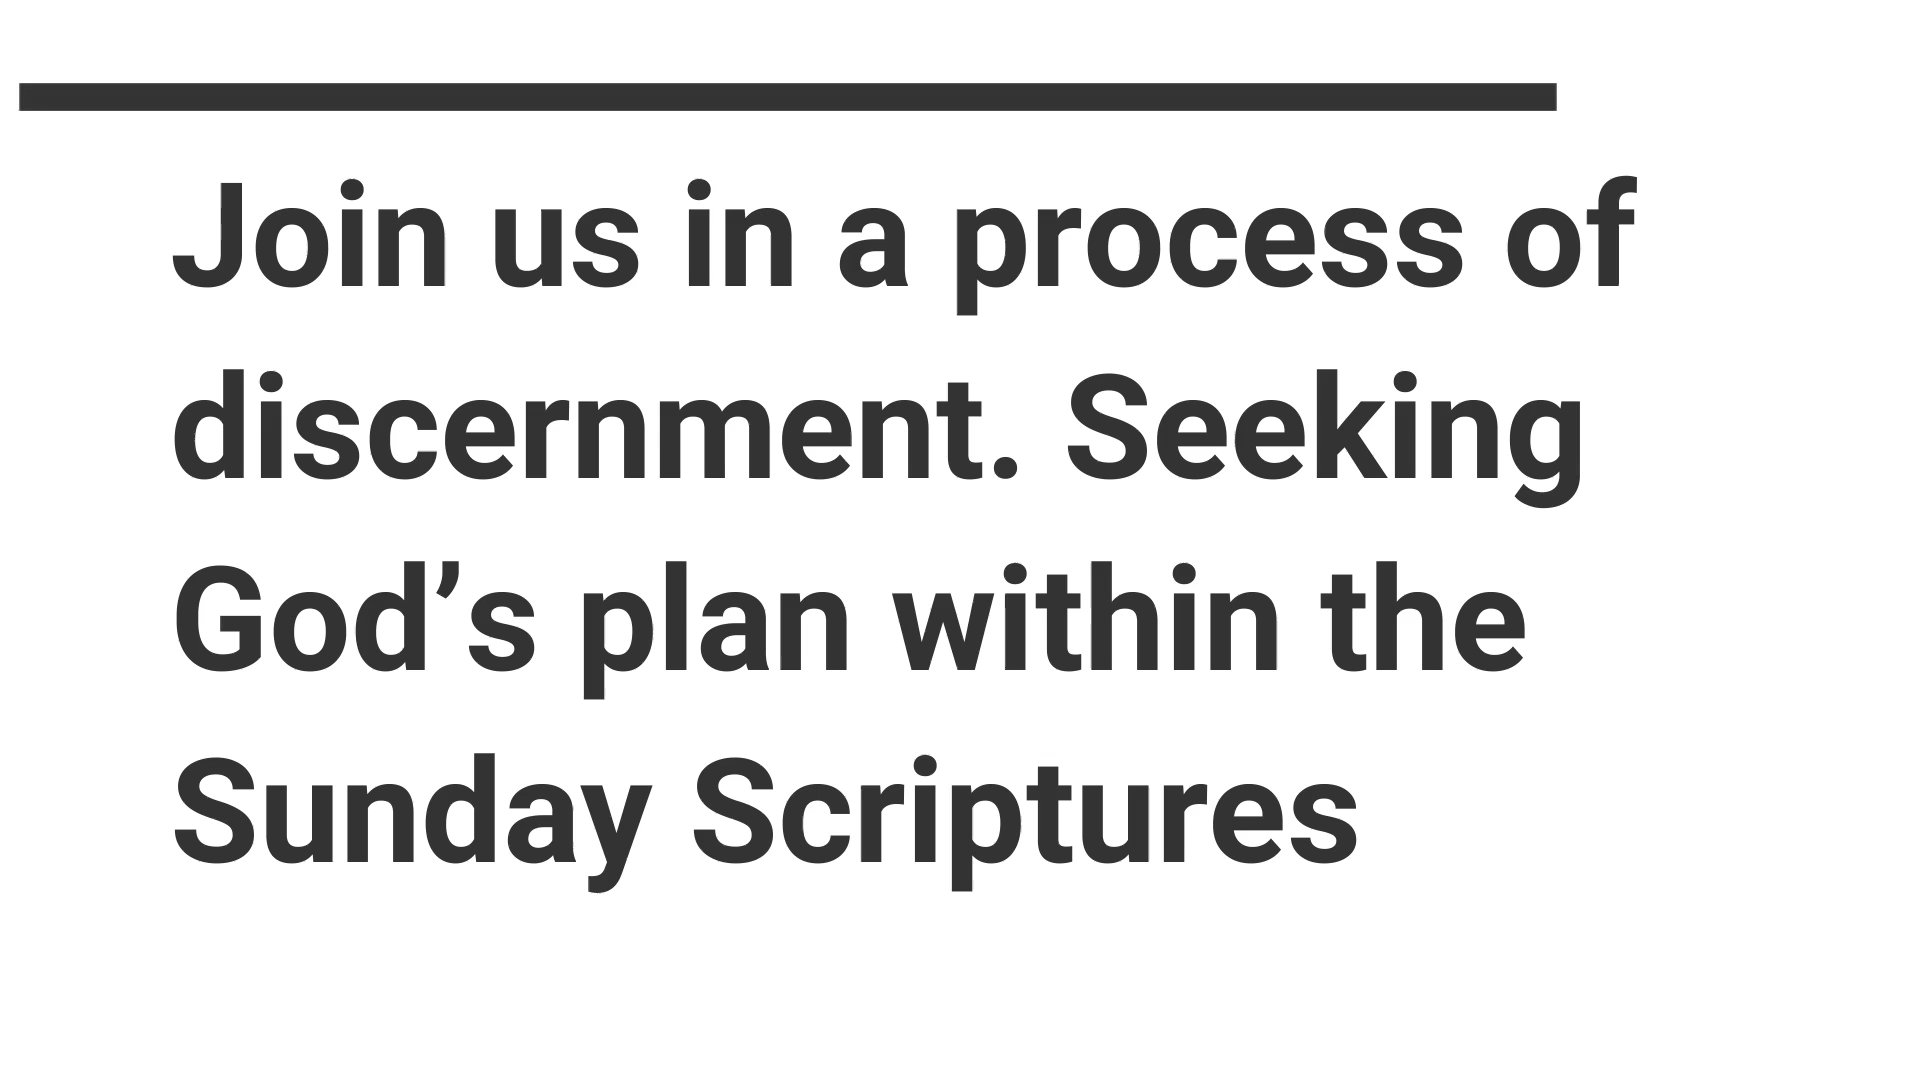 Join us in a process of
discernment. Seeking
God’s plan within the
Sunday Scriptures